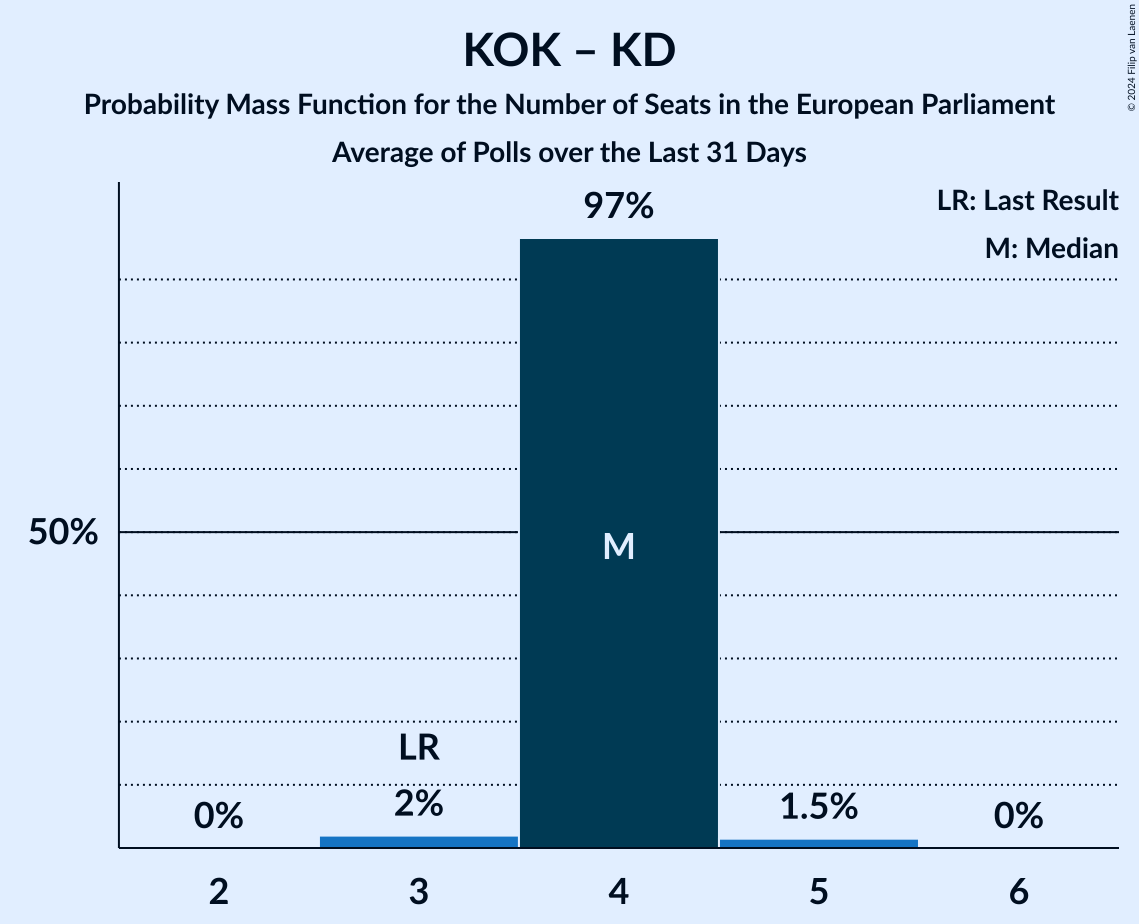 KOK – KD
Probability Mass Function for the Number of Seats in the European Parliament
Average of Polls over the Last 31 Days
© 2024 Filip van Laenen
LR: Last Result
M: Median
97%
50%
M
LR
0%
2%
1.5%
0%
2
3
4
5
6